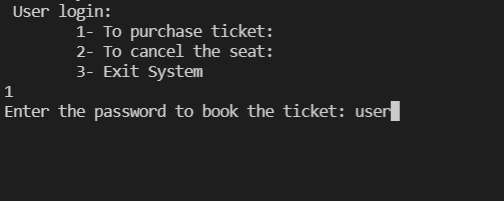 User login:
1- To purchase ticket:
2- To cancel the seat:
3- Exit System
1
Enter the password to book the ticket: user